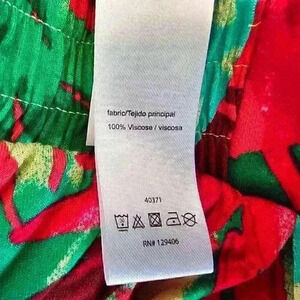 fabric/Tejido principal
100% Viscose / viscosa
40371
RN# 129406